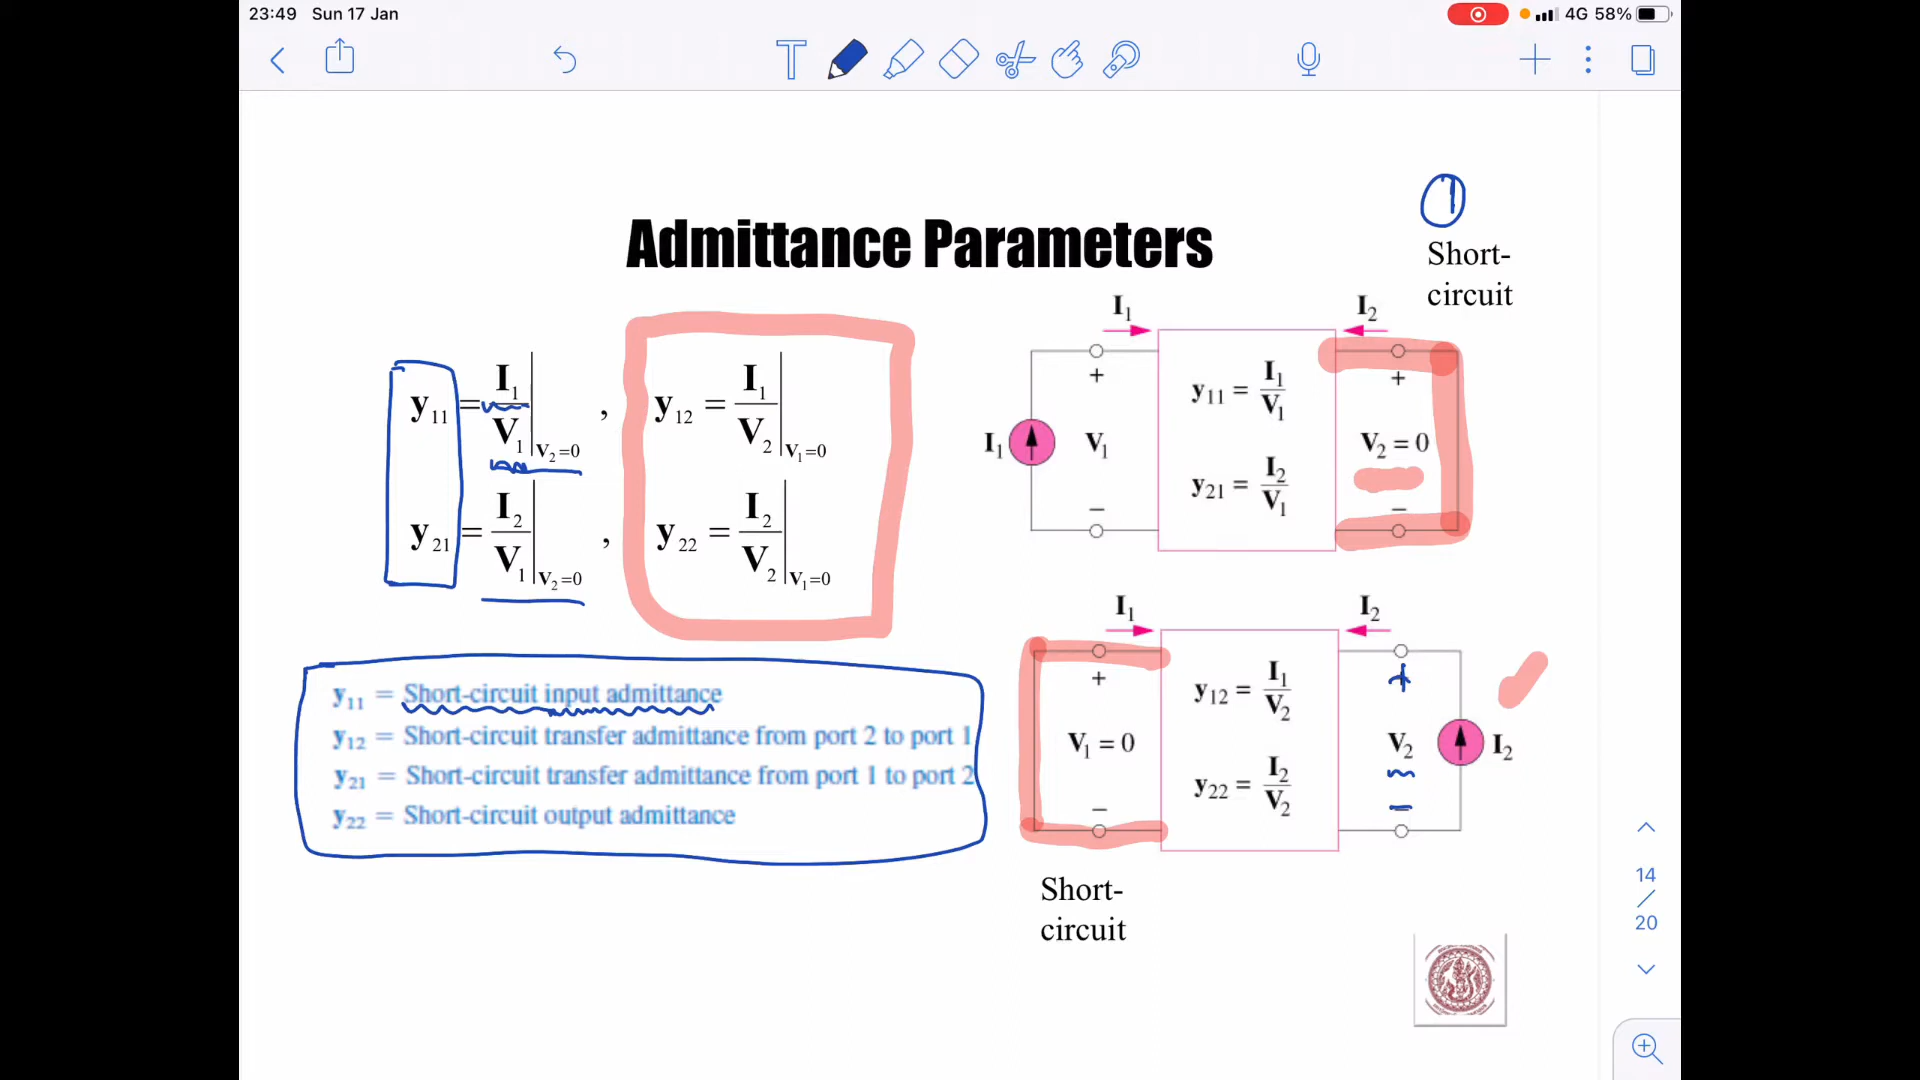 23:49 Sun 17 Jan
4G 58%
T
1
Short-
circuit
Admittance Parameters
y₁₁ = I₁/V₁ |V₂=0 , y₁₂ = I₁/V₂ |V₁=0
y₂₁ = I₂/V₁ |V₂=0 , y₂₂ = I₂/V₂ |V₁=0
I₁ I₂
+ +
y₁₁ = I₁/V₁
I₁ V₁ V₂ = 0
y₂₁ = I₂/V₁
− −
y₁₁ = Short-circuit input admittance
y₁₂ = Short-circuit transfer admittance from port 2 to port 1
y₂₁ = Short-circuit transfer admittance from port 1 to port 2
y₂₂ = Short-circuit output admittance
I₁ I₂
+ +
y₁₂ = I₁/V₂
V₁ = 0 V₂ I₂
y₂₂ = I₂/V₂
− −
Short-
circuit
14
/
20